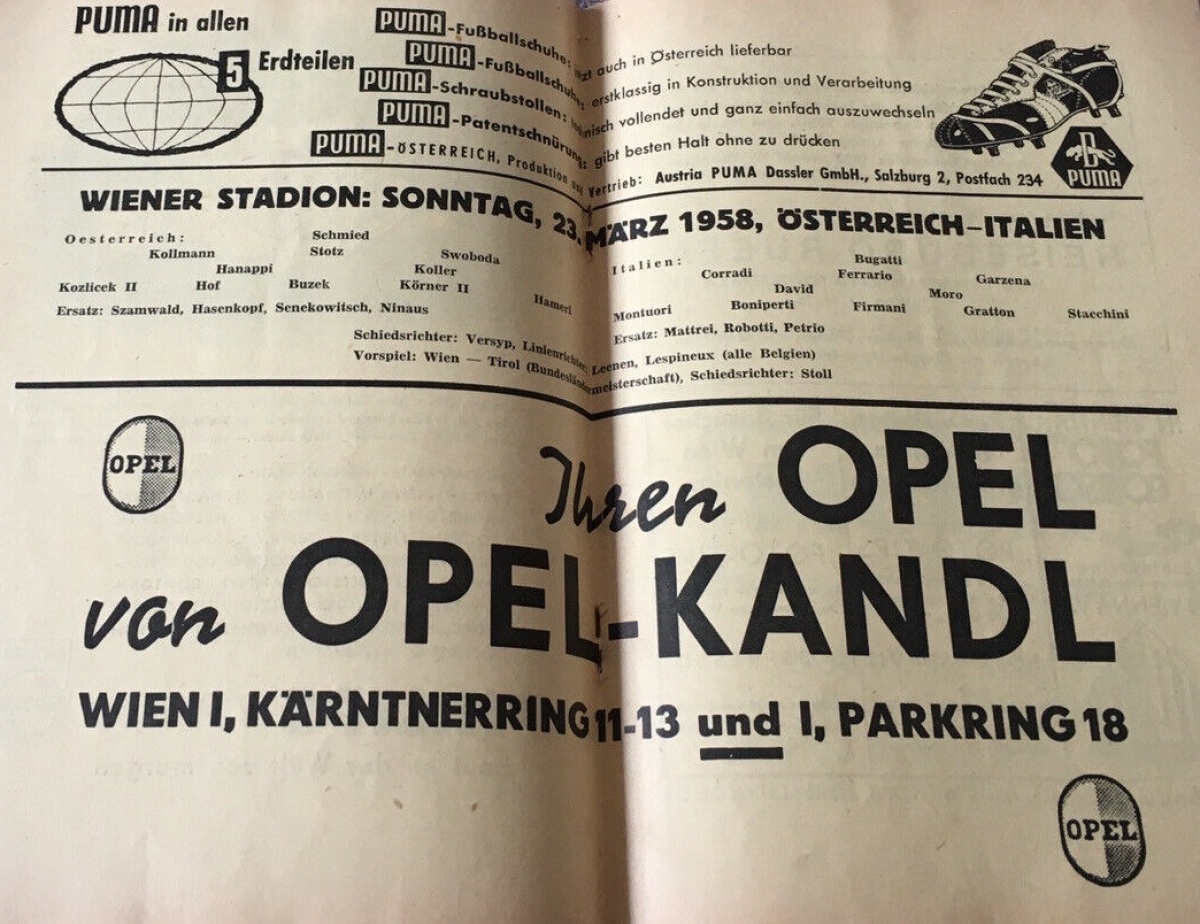 PUMA in allen
5 Erdteilen
PUMA-Fußballschuhe: auch in Österreich lieferbar
PUMA-Fußballschuhe: erstklassig in Konstruktion und Verarbeitung
PUMA-Schraubstollen: vollendet und ganz einfach auszuwechseln
PUMA-Patentschnürung: gibt besten Halt ohne zu drücken
PUMA-ÖSTERREICH, Produktion und Vertrieb: Austria PUMA Dassler GmbH., Salzburg 2, Postfach 234
PUMA
WIENER STADION: SONNTAG, 23. MÄRZ 1958, ÖSTERREICH–ITALIEN
Oesterreich: Schmied
Kollmann Stotz Swoboda
Hanappi Koller
Kozlicek II Hof Buzek Körner II Hamerl
Ersatz: Szamwald, Hasenkopf, Senekowitsch, Ninaus
Italien: Bugatti
Corradi Ferrario Garzena
David Moro
Montuori Boniperti Firmani Gratton Stacchini
Ersatz: Mattrei, Robotti, Petrio
Schiedsrichter: Versyp, Linienrichter: Leenen, Lespineux (alle Belgien)
Vorspiel: Wien — Tirol (Bundesländermeisterschaft), Schiedsrichter: Stoll
OPEL
Ihren OPEL
von OPEL-KANDL
WIEN I, KÄRNTNERRING 11-13 und I, PARKRING 18
OPEL